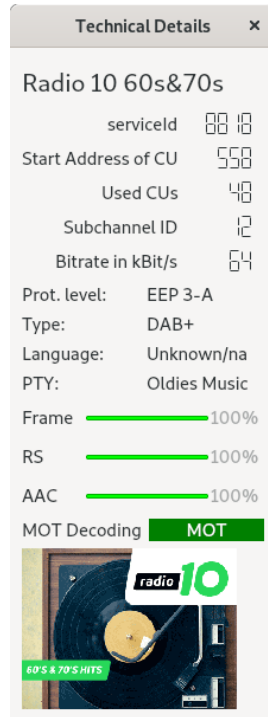 Technical Details ×
Radio 10 60s&70s
serviceId 8818
Start Address of CU 558
Used CUs 48
Subchannel ID 12
Bitrate in kBit/s 64
Prot. level: EEP 3-A
Type: DAB+
Language: Unknown/na
PTY: Oldies Music
Frame 100%
RS 100%
AAC 100%
MOT Decoding MOT
radio 10
60'S & 70'S HITS